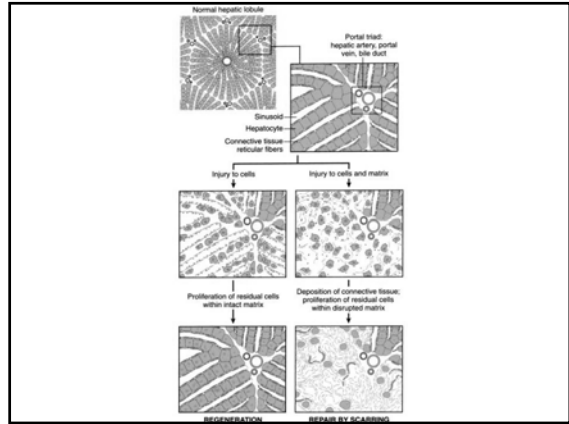 Normal hepatic lobule
Portal triad:
hepatic artery, portal
vein, bile duct
Sinusoid
Hepatocyte
Connective tissue
reticular fibers
Injury to cells
Injury to cells and matrix
Proliferation of residual cells
within intact matrix
Deposition of connective tissue;
proliferation of residual cells
within disrupted matrix
REGENERATION
REPAIR BY SCARRING